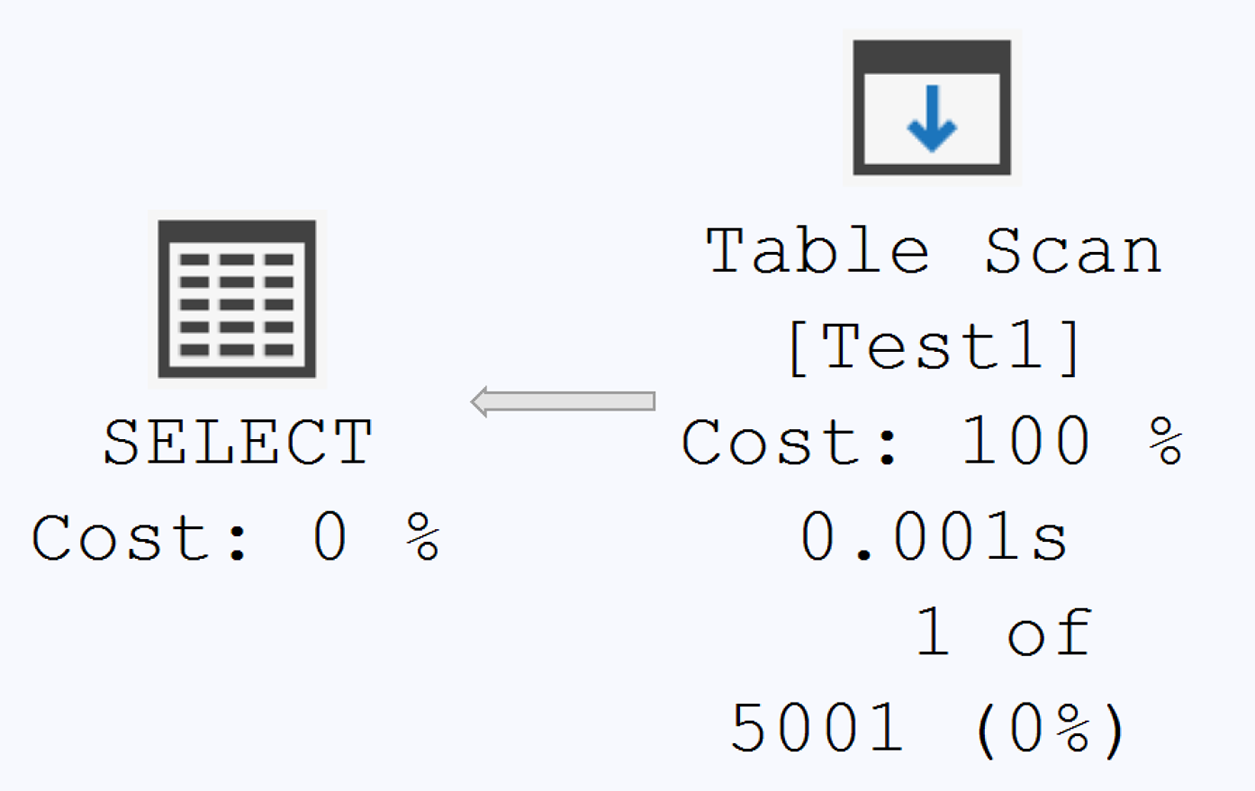 SELECT
Cost: 0 %
Table Scan
[Test1]
Cost: 100 %
0.001s
1 of
5001 (0%)